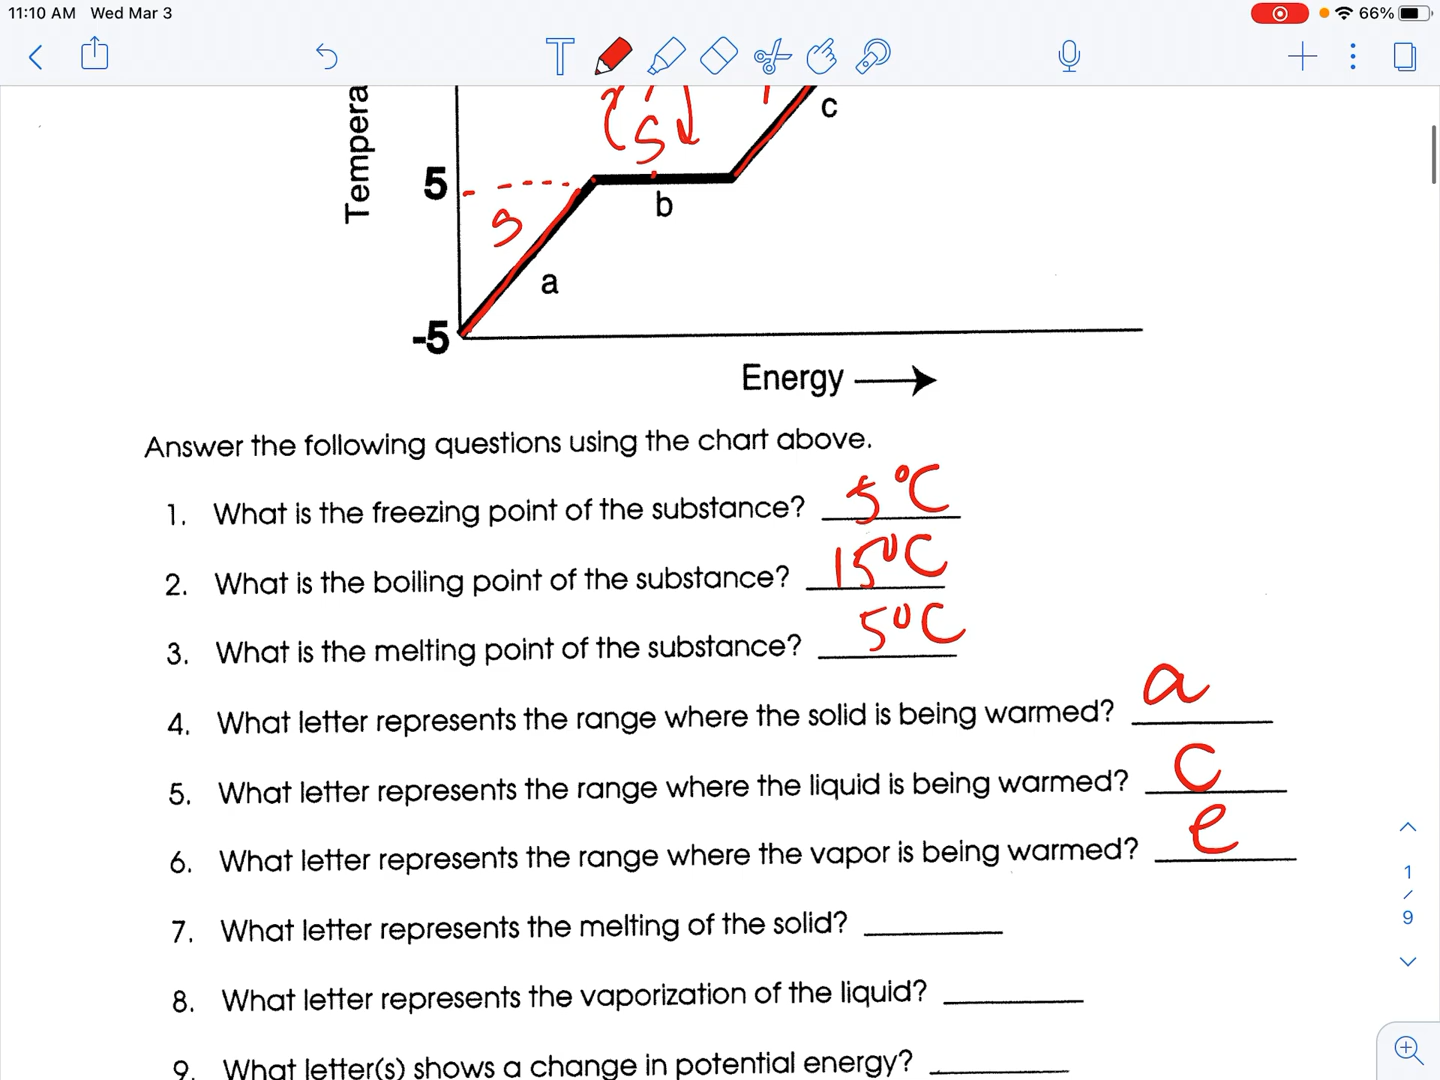 11:10 AM Wed Mar 3
66%
T
Tempera
c
5
S
5
b
a
-5
Energy
Answer the following questions using the chart above.
1. What is the freezing point of the substance? 5°C
2. What is the boiling point of the substance? 15°C
3. What is the melting point of the substance? 5°C
4. What letter represents the range where the solid is being warmed? a
5. What letter represents the range where the liquid is being warmed? c
6. What letter represents the range where the vapor is being warmed? e
7. What letter represents the melting of the solid?
8. What letter represents the vaporization of the liquid?
9. What letter(s) shows a change in potential energy?
1
/
9